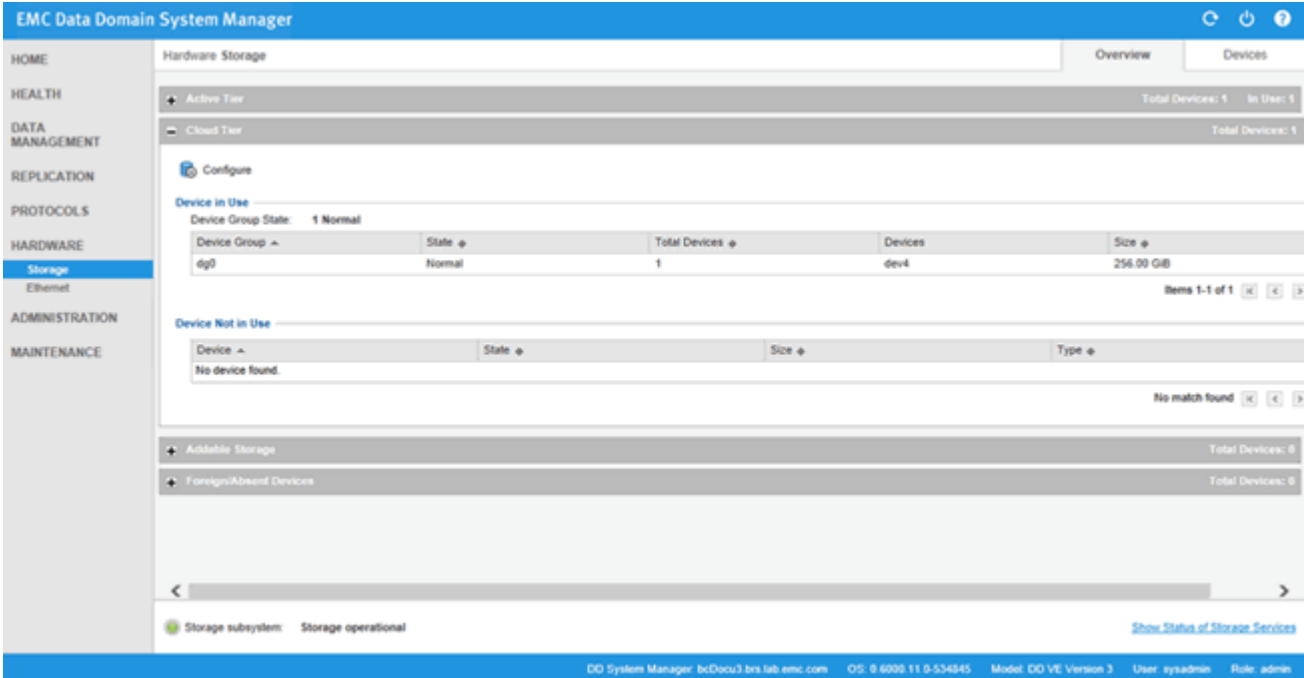 EMC Data Domain System Manager
HOME
HEALTH
DATA MANAGEMENT
REPLICATION
PROTOCOLS
HARDWARE
Storage
Ethernet
ADMINISTRATION
MAINTENANCE
Hardware Storage
Overview Devices
Active Tier Total Devices: 1 In Use: 1
Cloud Tier Total Devices: 1
Configure
Device in Use
Device Group State: 1 Normal
Device Group State Total Devices Devices Size
dg0 Normal 1 dev4 256.00 GiB
Items 1-1 of 1
Device Not in Use
Device State Size Type
No device found.
No match found
Addable Storage Total Devices: 0
Foreign/Absent Devices Total Devices: 0
Storage subsystem: Storage operational
Show Status of Storage Services
DD System Manager: bcDocu3.brs.lab.emc.com OS: 0.6000.11.0-534845 Model: DD VE Version 3 User: sysadmin Role: admin